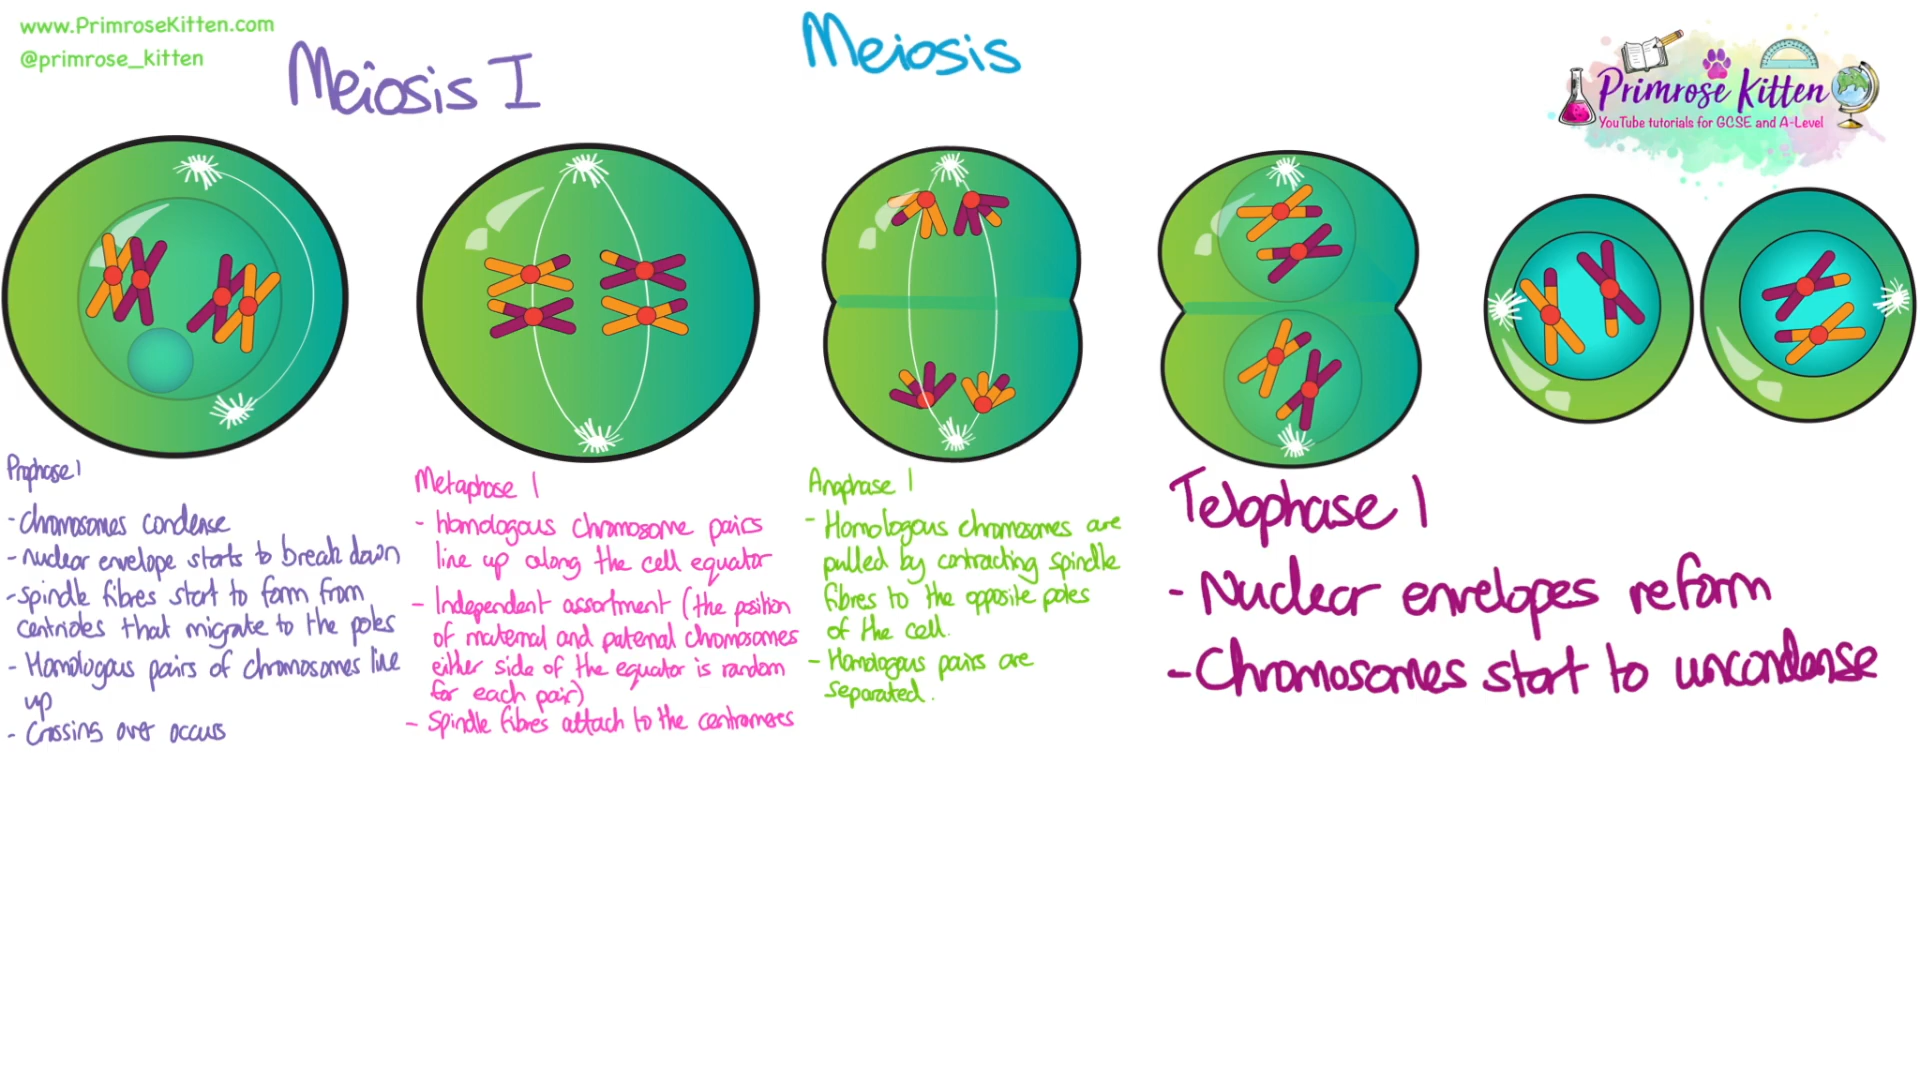 www.PrimroseKitten.com
@primrose_kitten
Meiosis I
Meiosis
Primrose Kitten
YouTube tutorials for GCSE and A-Level
Prophase 1
- Chromosomes condense
- nuclear envelope starts to break down
- spindle fibres start to form from
centrioles that migrate to the poles
- Homologous pairs of chromosomes line
up
- Crossing over occurs
Metaphase 1
- Homologous chromosome pairs
line up along the cell equator
- Independent assortment (the position
of maternal and paternal chromosomes
either side of the equator is random
for each pair)
- Spindle fibres attach to the centromeres
Anaphase 1
- Homologous chromosomes are
pulled by contracting spindle
fibres to the opposite poles
of the cell.
- Homologous pairs are
separated.
Telophase 1
- Nuclear envelopes reform
- Chromosomes start to uncondense